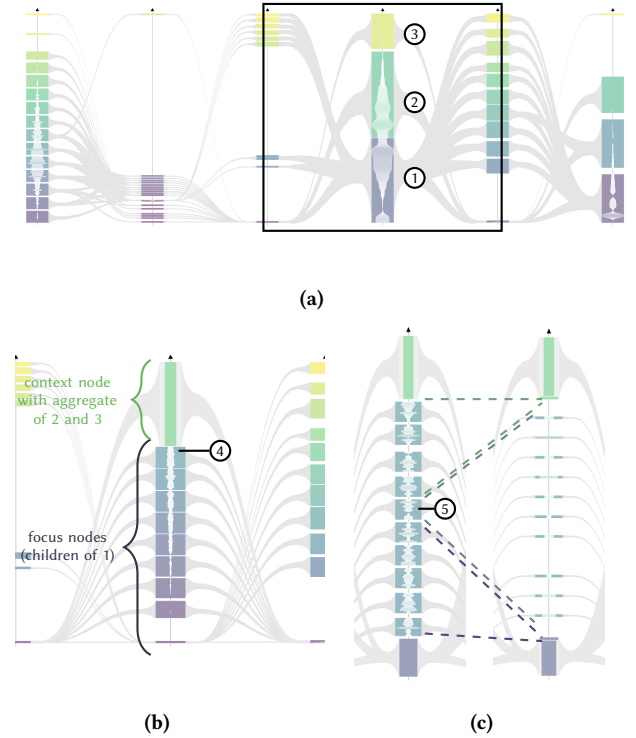 3
2
1
(a)
context node
with aggregate
of 2 and 3
4
focus nodes
(children of 1)
5
(b)
(c)